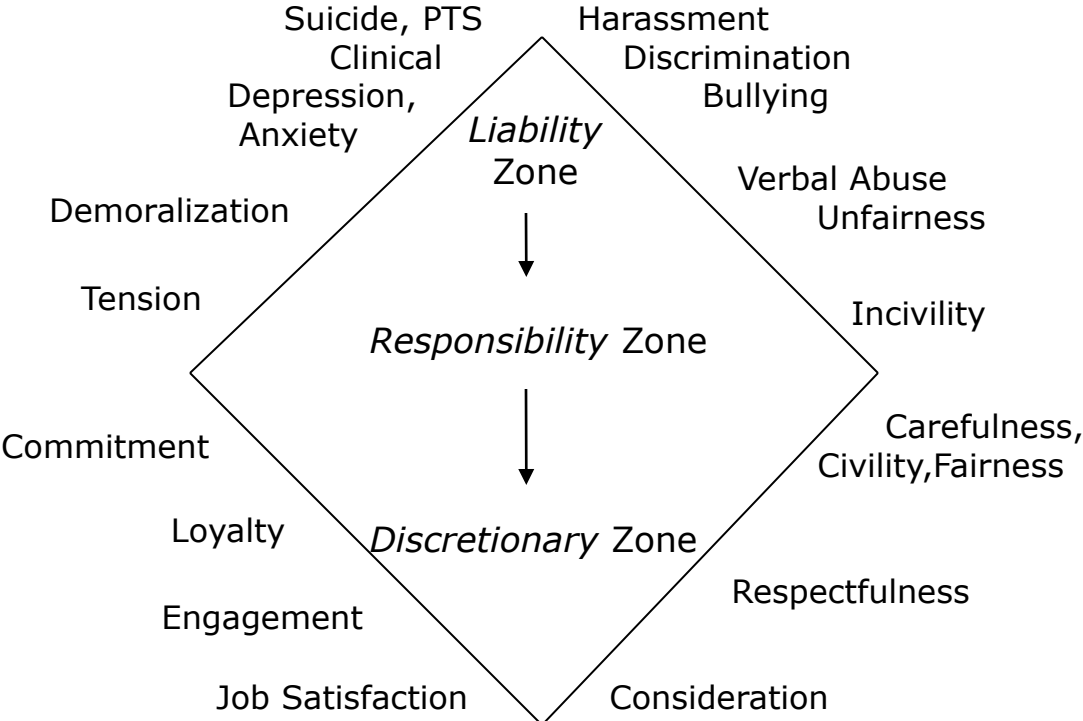 Suicide, PTS
Clinical
Depression,
Anxiety
Harassment
Discrimination
Bullying
Liability
Zone
Demoralization
Verbal Abuse
Unfairness
Tension
Incivility
Responsibility Zone
Commitment
Carefulness,
Civility,Fairness
Loyalty
Discretionary Zone
Respectfulness
Engagement
Job Satisfaction
Consideration